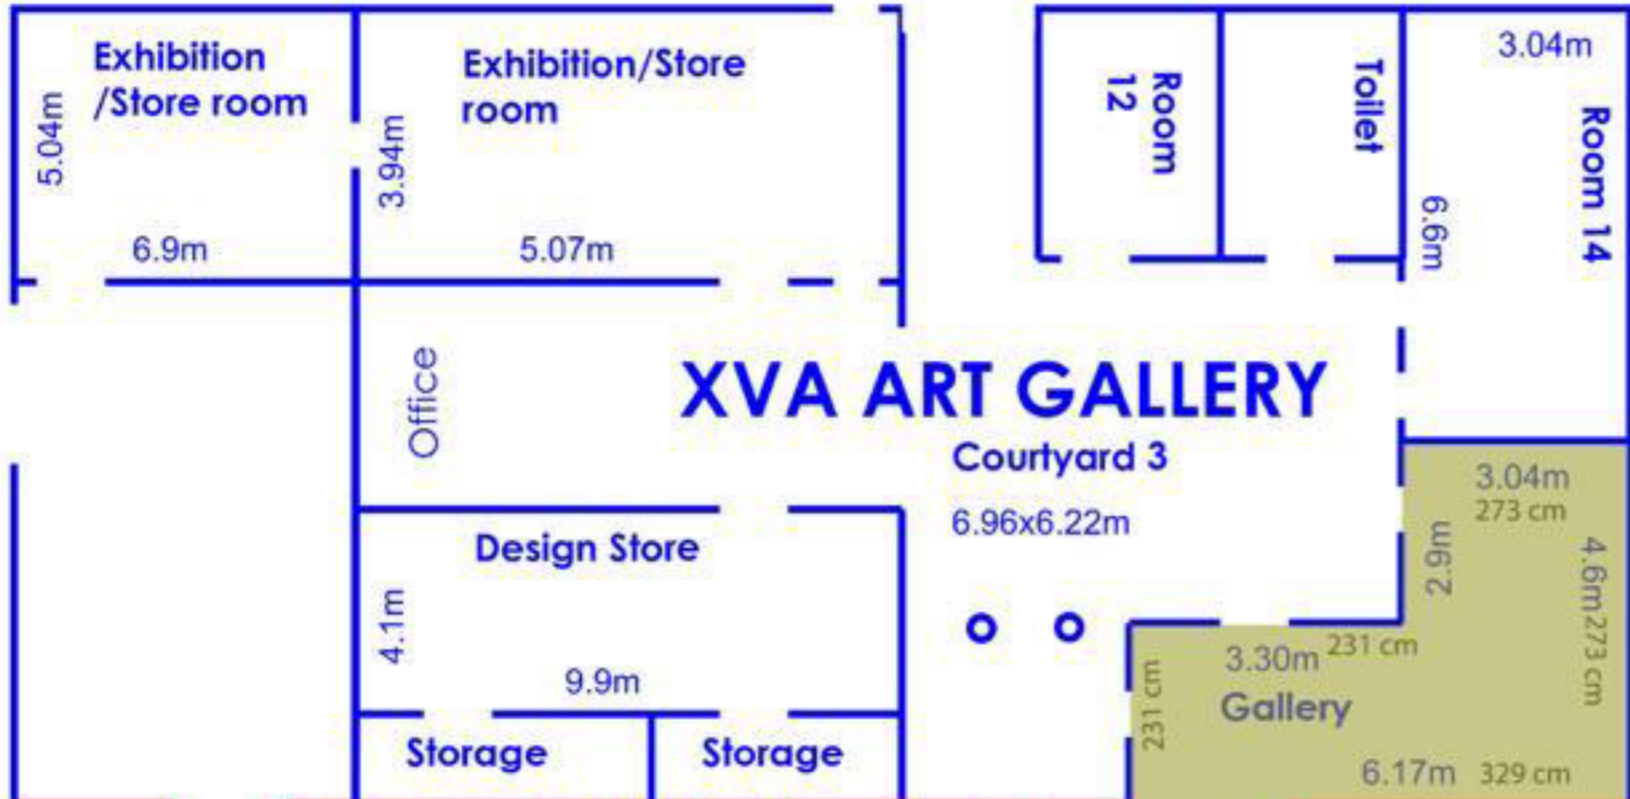 Exhibition
/Store room
5.04m
6.9m
Exhibition/Store
room
3.94m
5.07m
Room
12
Toilet
3.04m
Room 14
6.6m
Office
XVA ART GALLERY
Courtyard 3
6.96x6.22m
Design Store
4.1m
9.9m
Storage
Storage
3.04m
273 cm
2.9m
4.6m 273 cm
3.30m 231 cm
231 cm
Gallery
6.17m 329 cm